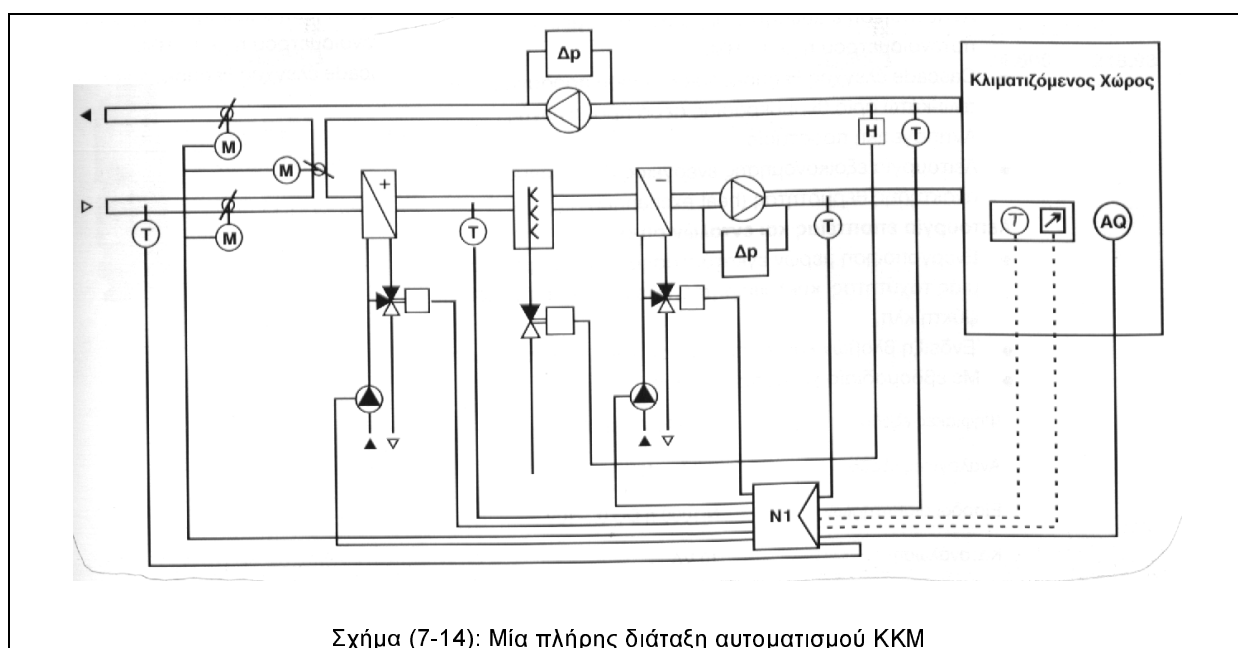 Δp
Κλιματιζόμενος Χώρος
H
T
M
M
+
−
T
M
T
T
Δp
T
AQ
N1
Σχήμα (7-14): Μία πλήρης διάταξη αυτοματισμού ΚΚΜ